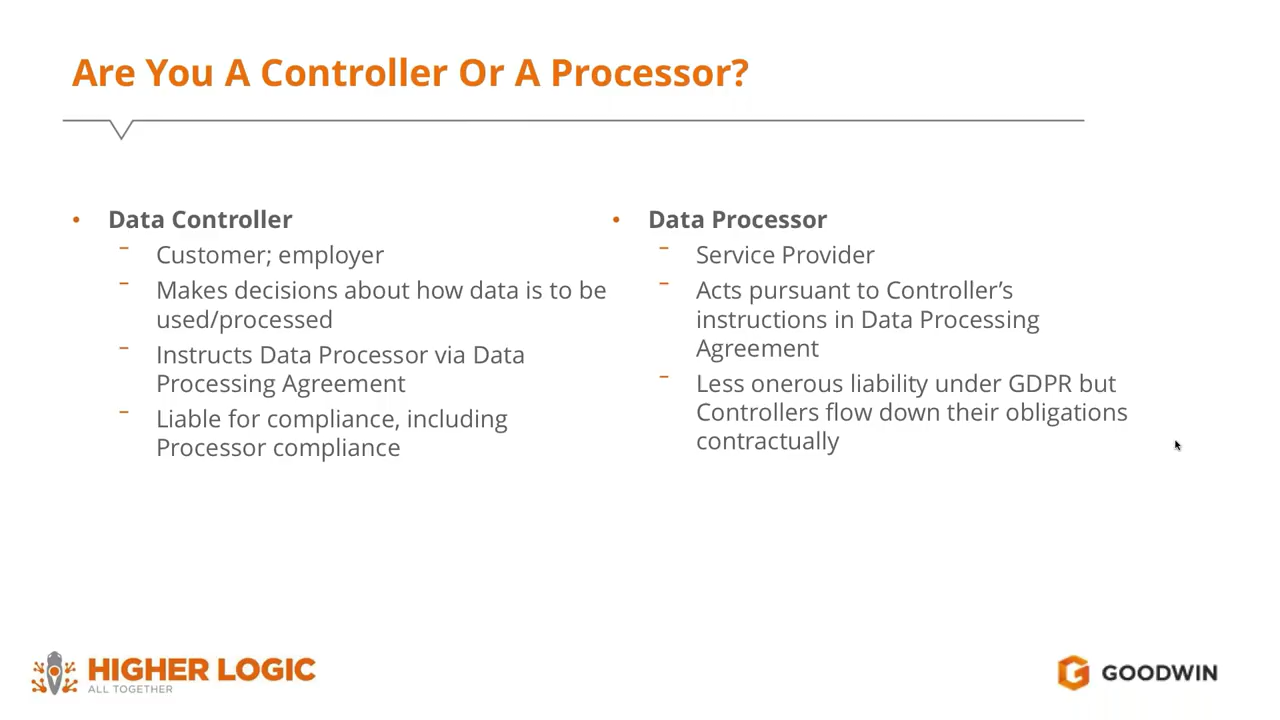 Are You A Controller Or A Processor?
• Data Controller
– Customer; employer
– Makes decisions about how data is to be
used/processed
– Instructs Data Processor via Data
Processing Agreement
– Liable for compliance, including
Processor compliance
• Data Processor
– Service Provider
– Acts pursuant to Controller’s
instructions in Data Processing
Agreement
– Less onerous liability under GDPR but
Controllers flow down their obligations
contractually
HIGHER LOGIC
ALL TOGETHER
GOODWIN